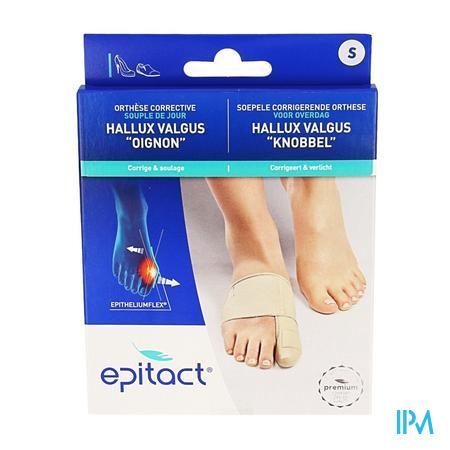 S
ORTHÈSE CORRECTIVE
SOUPLE DE JOUR
HALLUX VALGUS
"OIGNON"
Corrige & soulage
SOEPELE CORRIGERENDE ORTHESE
VOOR OVERDAG
HALLUX VALGUS
"KNOBBEL"
Corrigeert & verlicht
EPITHELIUMFLEX®
epitact®
premium
IPM